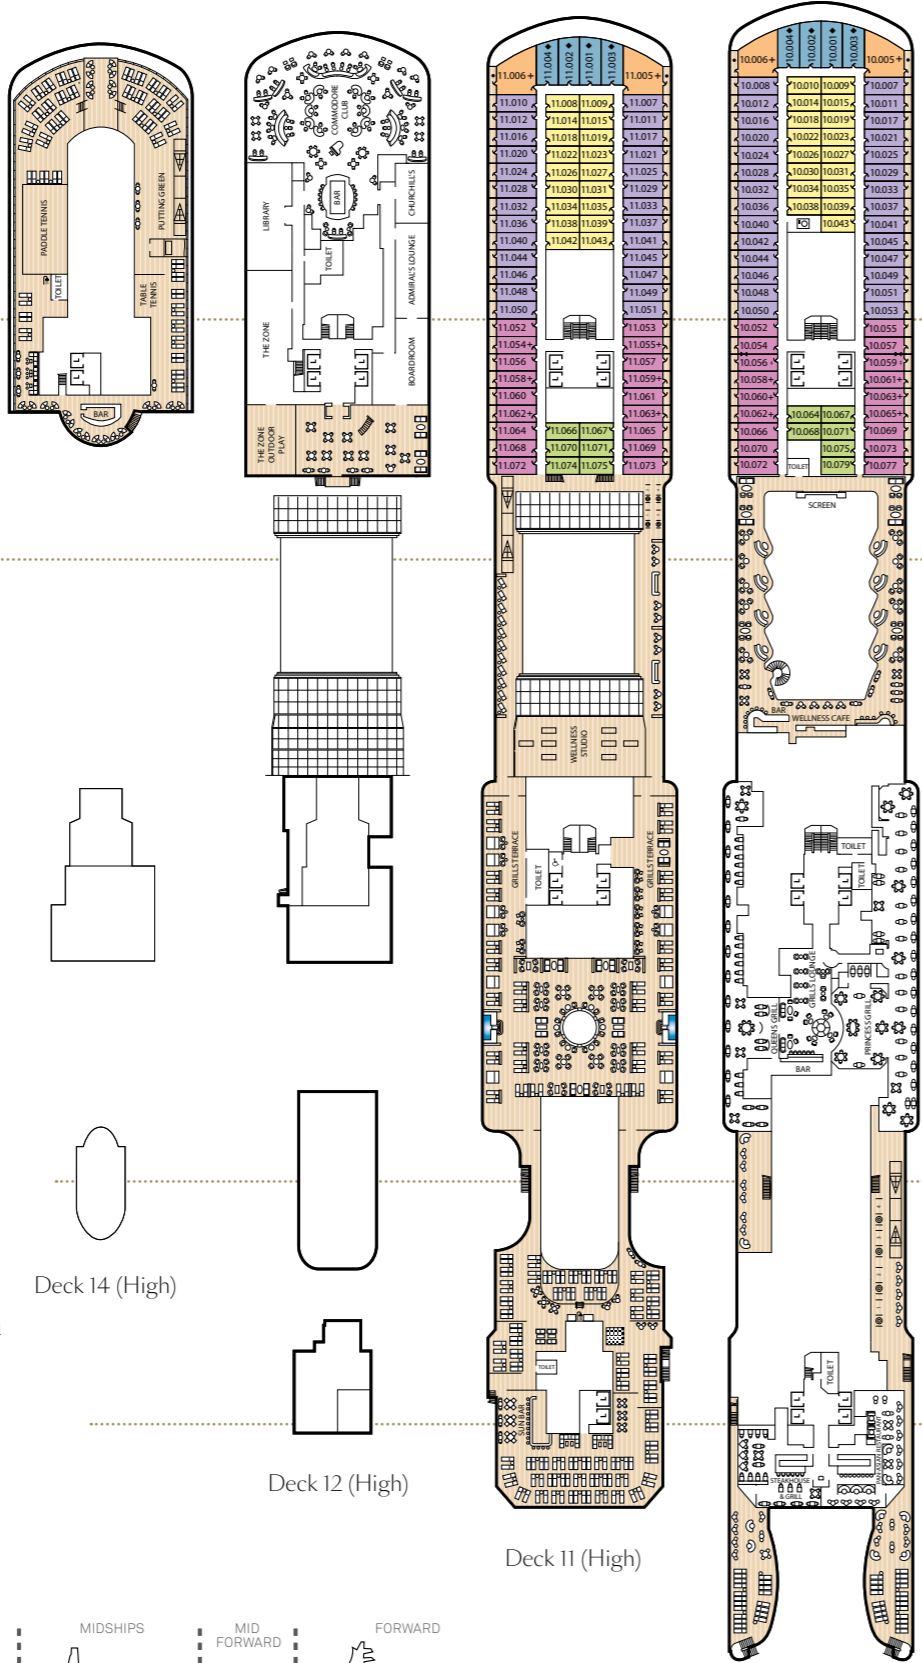 PADDLE TENNIS
PUTTING GREEN
TOILET
TABLE
TENNIS
BAR
Deck 14 (High)
COMMODORE
CLUB
BAR
LIBRARY
CHURCHILL'S
TOILET
ADMIRAL'S LOUNGE
THE ZONE
BOARDROOM
L L
L L
THE ZONE
OUTDOOR
PLAY
Deck 12 (High)
11.004 11.002 11.001 11.003
11.006+ 11.005+
11.010 11.008 11.009 11.007
11.012 11.014 11.015 11.011
11.016 11.018 11.019 11.017
11.020 11.022 11.023 11.021
11.024 11.026 11.027 11.025
11.028 11.030 11.031 11.029
11.032 11.034 11.035 11.033
11.036 11.038 11.039 11.037
11.040 11.042 11.043 11.041
11.044 11.045
11.046 11.047
11.048 11.049
11.050 11.051
11.052 11.053
11.054+ 11.055+
11.056 11.057
11.058+ 11.059+
11.060 11.061
11.062+ 11.063+
11.064 11.066 11.067 11.065
11.068 11.070 11.071 11.069
11.072 11.074 11.075 11.073
WELLNESS
STUDIO
GRILLS TERRACE
TOILET
GRILLS TERRACE
TOILET
SUN BAR
Deck 11 (High)
10.004 10.002 10.001 10.003
10.006+ 10.005+
10.008 10.010 10.009 10.007
10.012 10.014 10.015 10.011
10.016 10.018 10.019 10.017
10.020 10.022 10.023 10.021
10.024 10.026 10.027 10.025
10.028 10.030 10.031 10.029
10.032 10.034 10.035 10.033
10.036 10.038 10.039 10.037
10.040 10.043 10.041
10.042 10.045
10.044 10.047
10.046 10.049
10.048 10.051
10.050 10.053
10.052 10.055
10.054 10.057
10.056+ 10.059+
10.058+ 10.061+
10.060+ 10.063+
10.062+ 10.064 10.067 10.065+
10.066 10.068 10.071 10.069
10.070 10.075 10.073
10.072 TOILET 10.079 10.077
SCREEN
BAR
WELLNESS CAFE
TOILET
TOILET
GRILLS LOUNGE
QUEENS GRILL
PRINCESS GRILL
BAR
TOILET
STEAKHOUSE
& GRILL
PAN ASIAN RESTAURANT
MIDSHIPS
MID
FORWARD
FORWARD